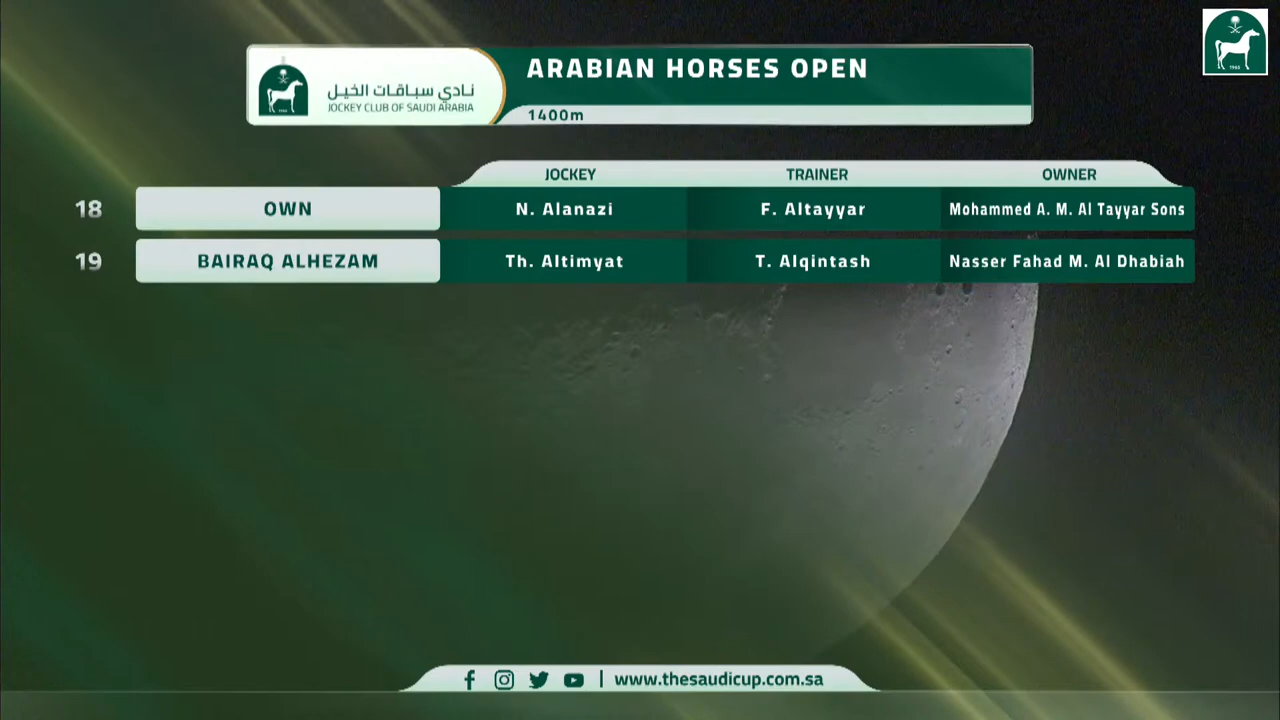 ARABIAN HORSES OPEN
نادي سباقات الخيل
JOCKEY CLUB OF SAUDI ARABIA
1400m
JOCKEY TRAINER OWNER
18 OWN N. Alanazi F. Altayyar Mohammed A. M. Al Tayyar Sons
19 BAIRAQ ALHEZAM Th. Altimyat T. Alqintash Nasser Fahad M. Al Dhabiah
www.thesaudicup.com.sa